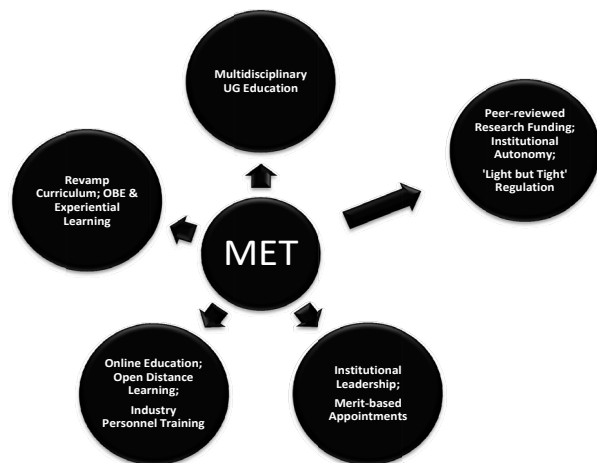 Multidisciplinary
UG Education
Peer-reviewed
Research Funding;
Institutional
Autonomy;
'Light but Tight'
Regulation
Revamp
Curriculum; OBE &
Experiential
Learning
MET
Online Education;
Open Distance
Learning;
Industry
Personnel Training
Institutional
Leadership;
Merit-based
Appointments